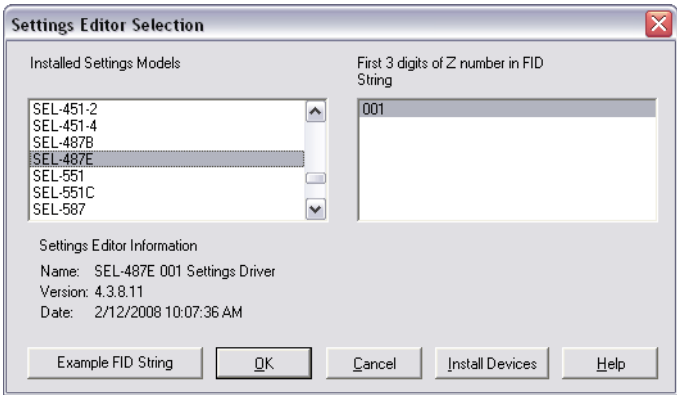 Settings Editor Selection
Installed Settings Models
First 3 digits of Z number in FID
String
SEL-451-2
SEL-451-4
SEL-487B
SEL-487E
SEL-551
SEL-551C
SEL-587
001
Settings Editor Information
Name: SEL-487E 001 Settings Driver
Version: 4.3.8.11
Date: 2/12/2008 10:07:36 AM
Example FID String
OK
Cancel
Install Devices
Help